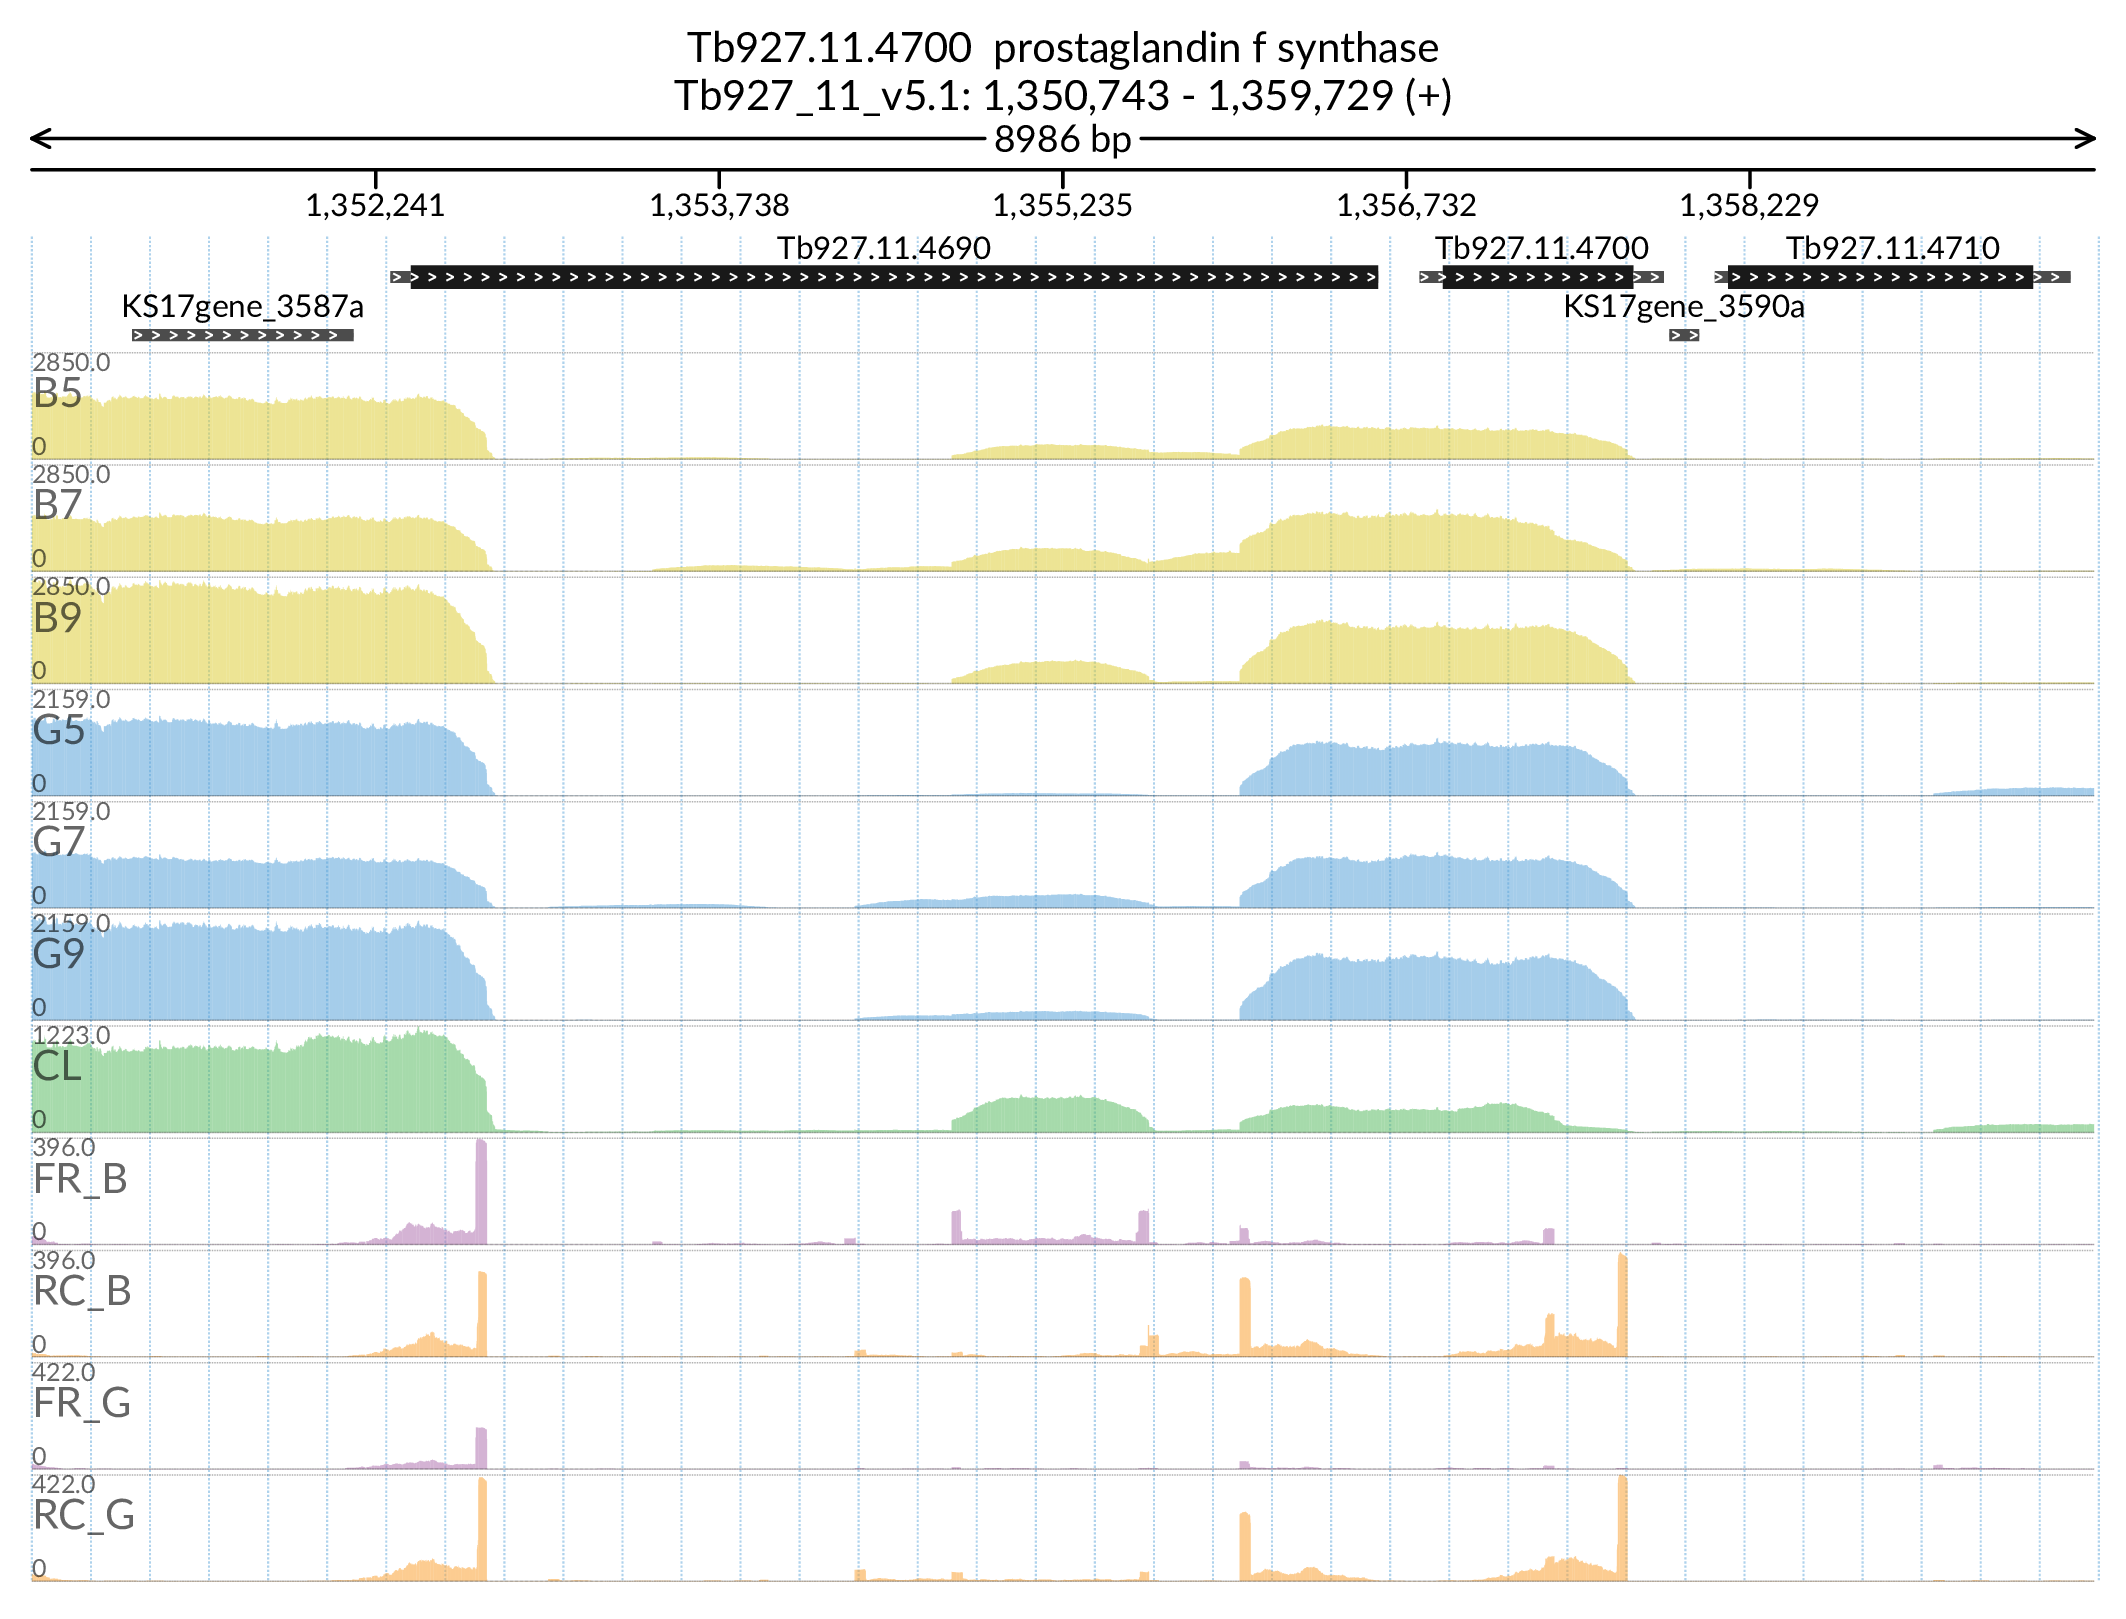 Tb927.11.4700 prostaglandin f synthase
Tb927_11_v5.1: 1,350,743 - 1,359,729 (+)
8986 bp
1,352,241 1,353,738 1,355,235 1,356,732 1,358,229
Tb927.11.4690 Tb927.11.4700 Tb927.11.4710
KS17gene_3587a KS17gene_3590a
2850.0
B5
0
2850.0
B7
0
2850.0
B9
0
2159.0
G5
0
2159.0
G7
0
2159.0
G9
0
1223.0
CL
0
396.0
FR_B
0
396.0
RC_B
0
422.0
FR_G
0
422.0
RC_G
0